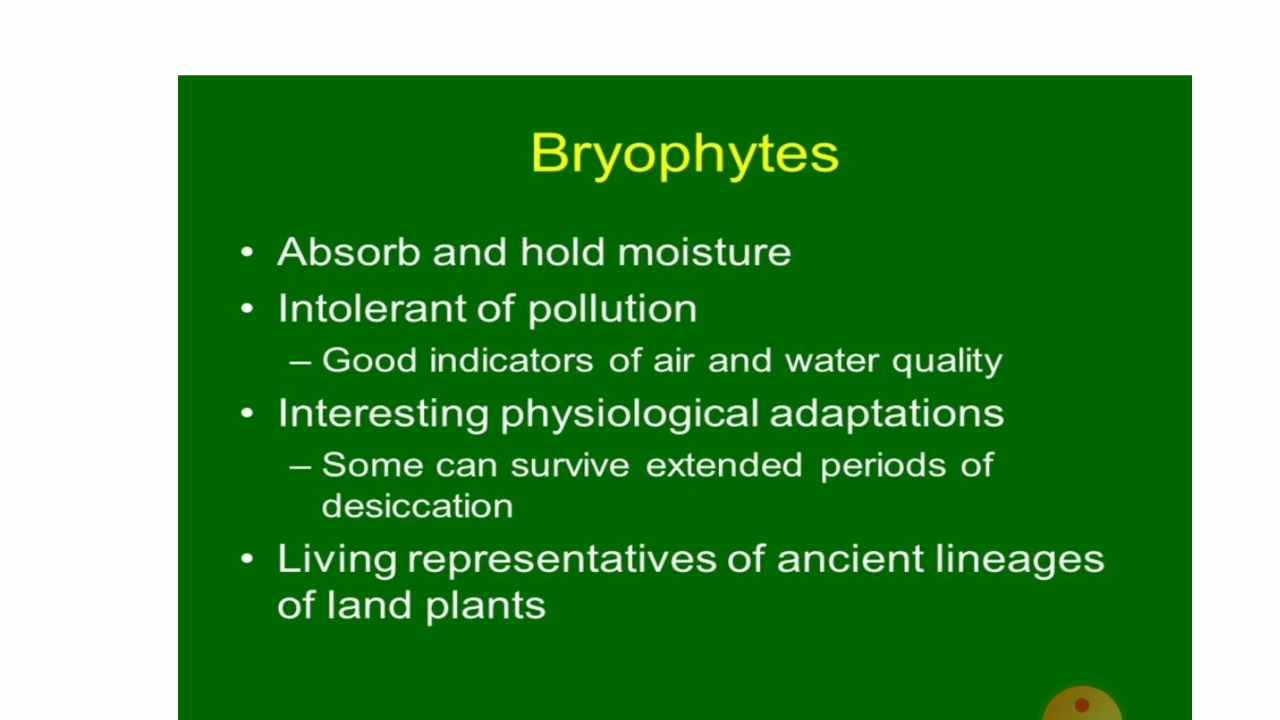 Bryophytes
• Absorb and hold moisture
• Intolerant of pollution
– Good indicators of air and water quality
• Interesting physiological adaptations
– Some can survive extended periods of
desiccation
• Living representatives of ancient lineages
of land plants